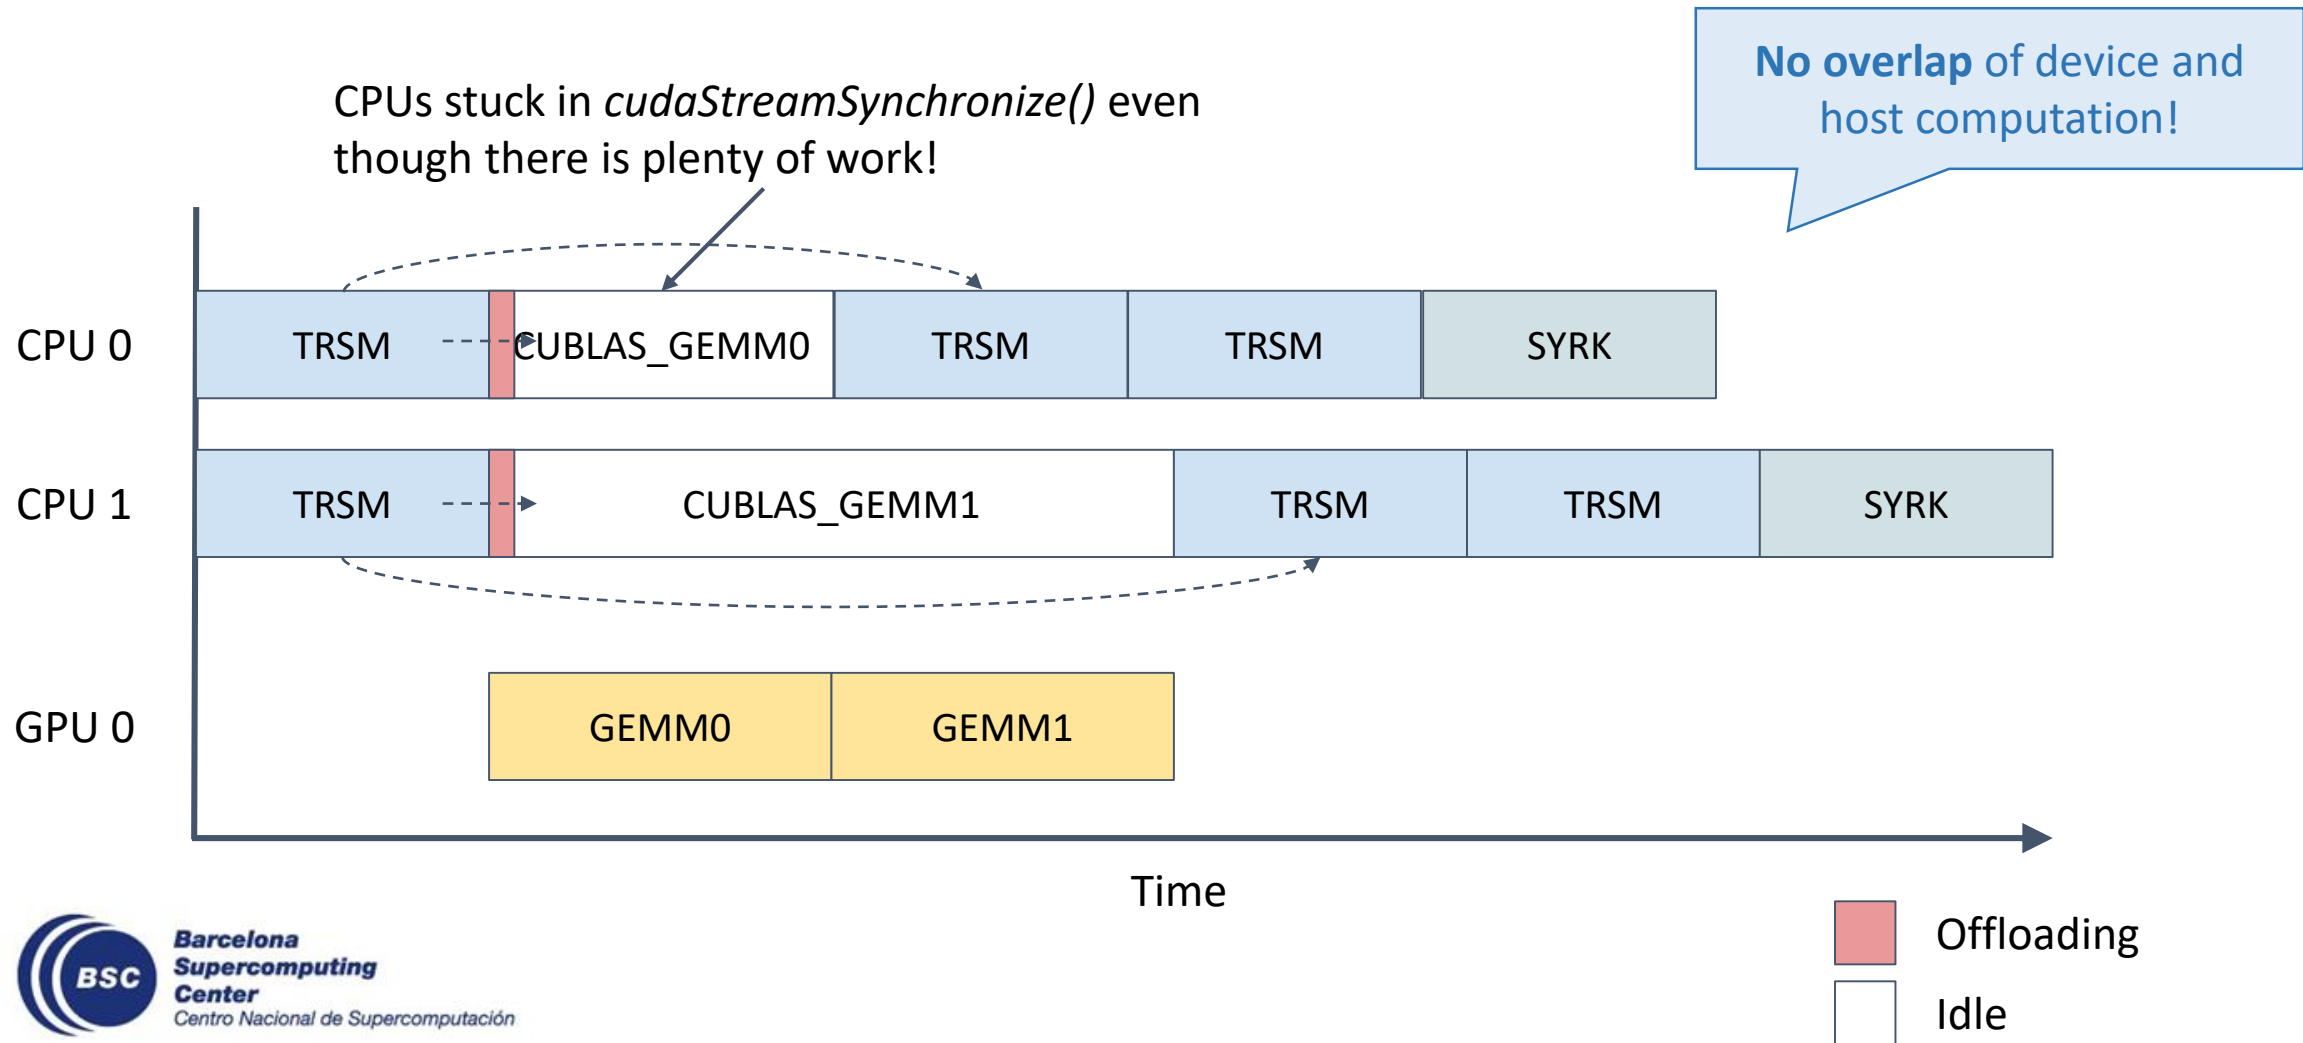 No overlap of device and
host computation!
CPUs stuck in cudaStreamSynchronize() even
though there is plenty of work!
CPU 0
TRSM
CUBLAS_GEMM0
TRSM
TRSM
SYRK
CPU 1
TRSM
CUBLAS_GEMM1
TRSM
TRSM
SYRK
GPU 0
GEMM0
GEMM1
Time
Offloading
Idle
BSC
Barcelona
Supercomputing
Center
Centro Nacional de Supercomputación